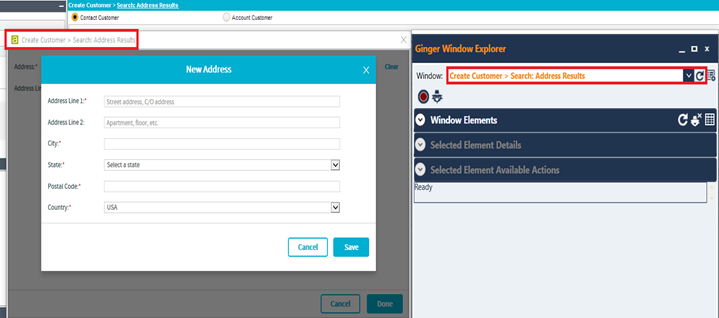 Create Customer > Search: Address Results
Contact Customer
Account Customer
Create Customer > Search: Address Results
X
Address:*
Clear
New Address
X
Address Line 1:*
Street address, C/O address
Address Line 2:
Apartment, floor, etc.
City:*
State:*
Select a state
Postal Code:*
Country:*
USA
Cancel
Save
Cancel
Done
Ginger Window Explorer
Window:
Create Customer > Search: Address Results
Window Elements
Selected Element Details
Selected Element Available Actions
Ready